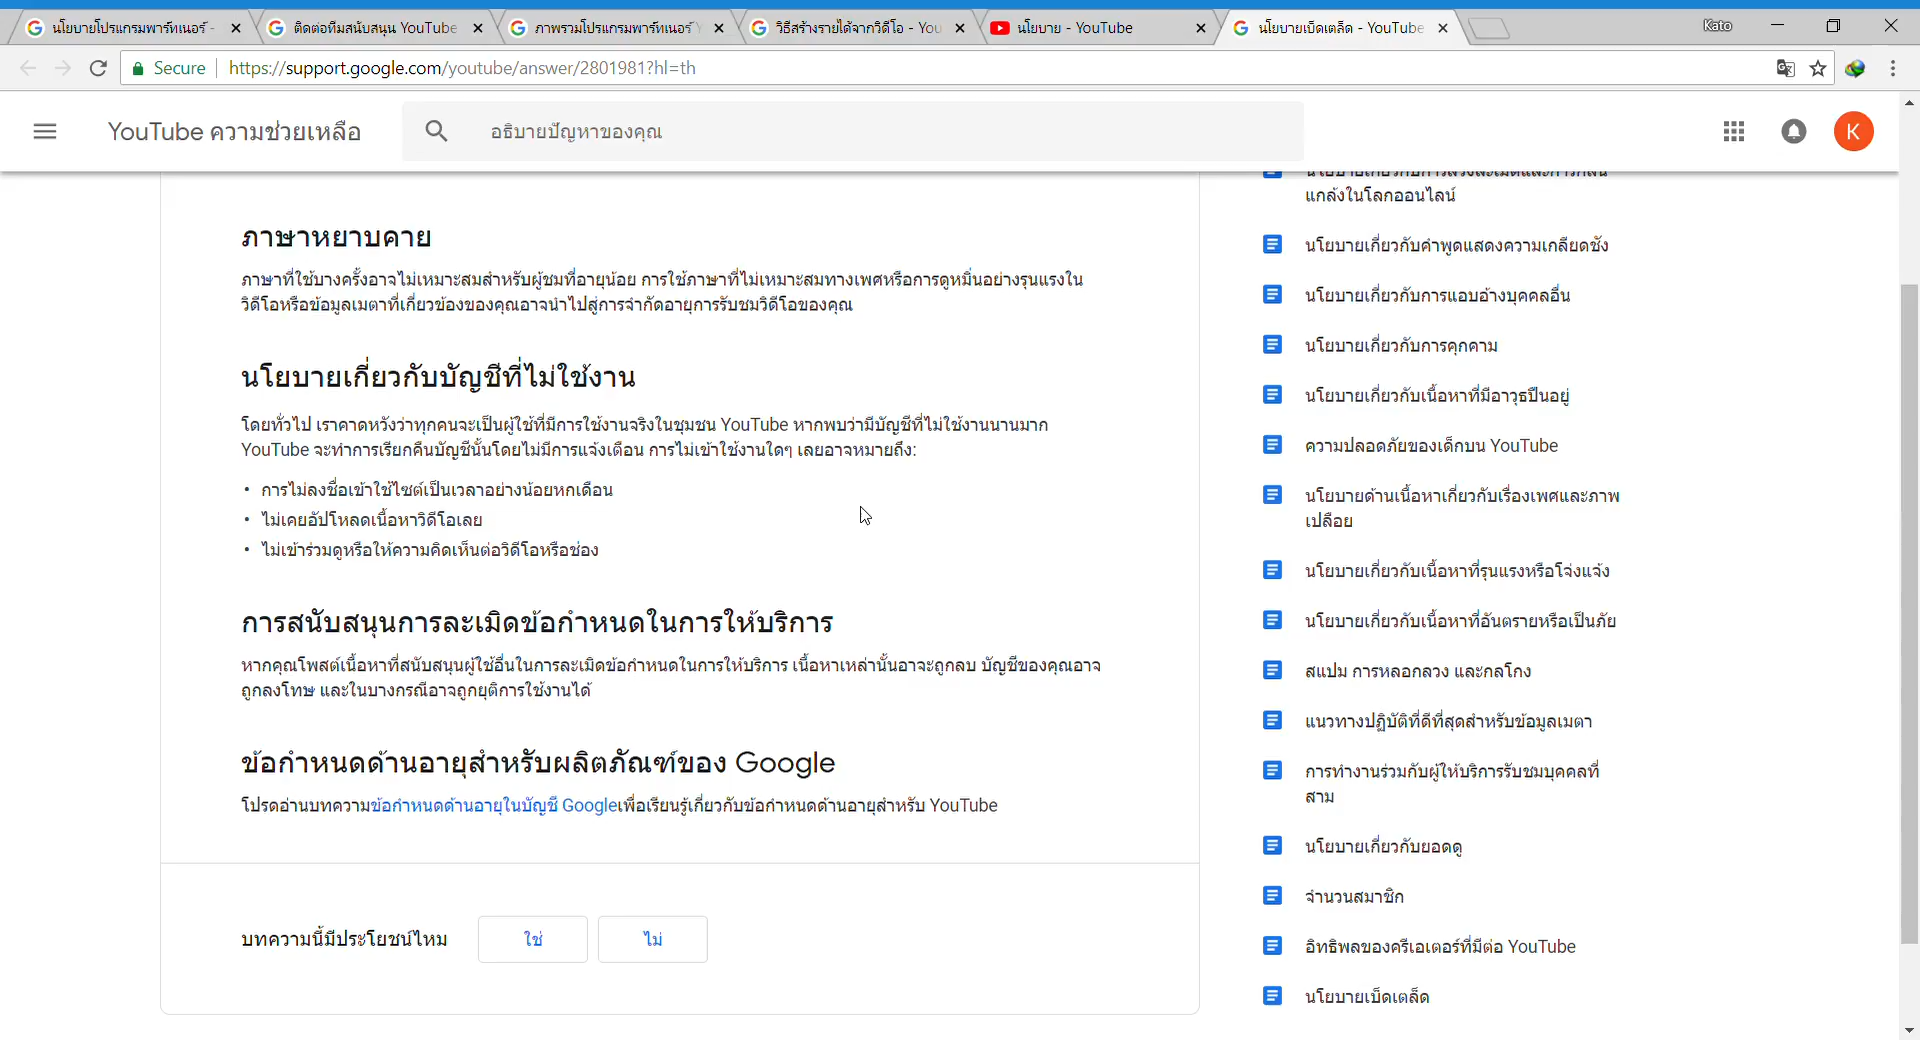 นโยบายโปรแกรมพาร์ทเนอร์ -
ติดต่อทีมสนับสนุน YouTube
ภาพรวมโปรแกรมพาร์ทเนอร์ Y
วิธีสร้างรายได้จากวิดีโอ - You
นโยบาย - YouTube
นโยบายเบ็ดเตล็ด - YouTube
Kato
Secure
https://support.google.com/youtube/answer/2801981?hl=th
YouTube ความช่วยเหลือ
อธิบายปัญหาของคุณ
K
ภาษาหยาบคาย
ภาษาที่ใช้บางครั้งอาจไม่เหมาะสมสำหรับผู้ชมที่อายุน้อย การใช้ภาษาที่ไม่เหมาะสมทางเพศหรือการดูหมิ่นอย่างรุนแรงใน
วิดีโอหรือข้อมูลเมตาที่เกี่ยวข้องของคุณอาจนำไปสู่การจำกัดอายุการรับชมวิดีโอของคุณ
นโยบายเกี่ยวกับบัญชีที่ไม่ใช้งาน
โดยทั่วไป เราคาดหวังว่าทุกคนจะเป็นผู้ใช้ที่มีการใช้งานจริงในชุมชน YouTube หากพบว่ามีบัญชีที่ไม่ใช้งานนานมาก
YouTube จะทำการเรียกคืนบัญชีนั้นโดยไม่มีการแจ้งเตือน การไม่เข้าใช้งานใดๆ เลยอาจหมายถึง:
• การไม่ลงชื่อเข้าใช้ไซต์เป็นเวลาอย่างน้อยหกเดือน
• ไม่เคยอัปโหลดเนื้อหาวิดีโอเลย
• ไม่เข้าร่วมดูหรือให้ความคิดเห็นต่อวิดีโอหรือช่อง
การสนับสนุนการละเมิดข้อกำหนดในการให้บริการ
หากคุณโพสต์เนื้อหาที่สนับสนุนผู้ใช้อื่นในการละเมิดข้อกำหนดในการให้บริการ เนื้อหาเหล่านั้นอาจะถูกลบ บัญชีของคุณอาจ
ถูกลงโทษ และในบางกรณีอาจถูกยุติการใช้งานได้
ข้อกำหนดด้านอายุสำหรับผลิตภัณฑ์ของ Google
โปรดอ่านบทความข้อกำหนดด้านอายุในบัญชี Googleเพื่อเรียนรู้เกี่ยวกับข้อกำหนดด้านอายุสำหรับ YouTube
บทความนี้มีประโยชน์ไหม
ใช่
ไม่
แกล้งในโลกออนไลน์
นโยบายเกี่ยวกับคำพูดแสดงความเกลียดชัง
นโยบายเกี่ยวกับการแอบอ้างบุคคลอื่น
นโยบายเกี่ยวกับการคุกคาม
นโยบายเกี่ยวกับเนื้อหาที่มีอาวุธปืนอยู่
ความปลอดภัยของเด็กบน YouTube
นโยบายด้านเนื้อหาเกี่ยวกับเรื่องเพศและภาพ
เปลือย
นโยบายเกี่ยวกับเนื้อหาที่รุนแรงหรือโจ่งแจ้ง
นโยบายเกี่ยวกับเนื้อหาที่อันตรายหรือเป็นภัย
สแปม การหลอกลวง และกลโกง
แนวทางปฏิบัติที่ดีที่สุดสำหรับข้อมูลเมตา
การทำงานร่วมกับผู้ให้บริการรับชมบุคคลที่
สาม
นโยบายเกี่ยวกับยอดดู
จำนวนสมาชิก
อิทธิพลของครีเอเตอร์ที่มีต่อ YouTube
นโยบายเบ็ดเตล็ด